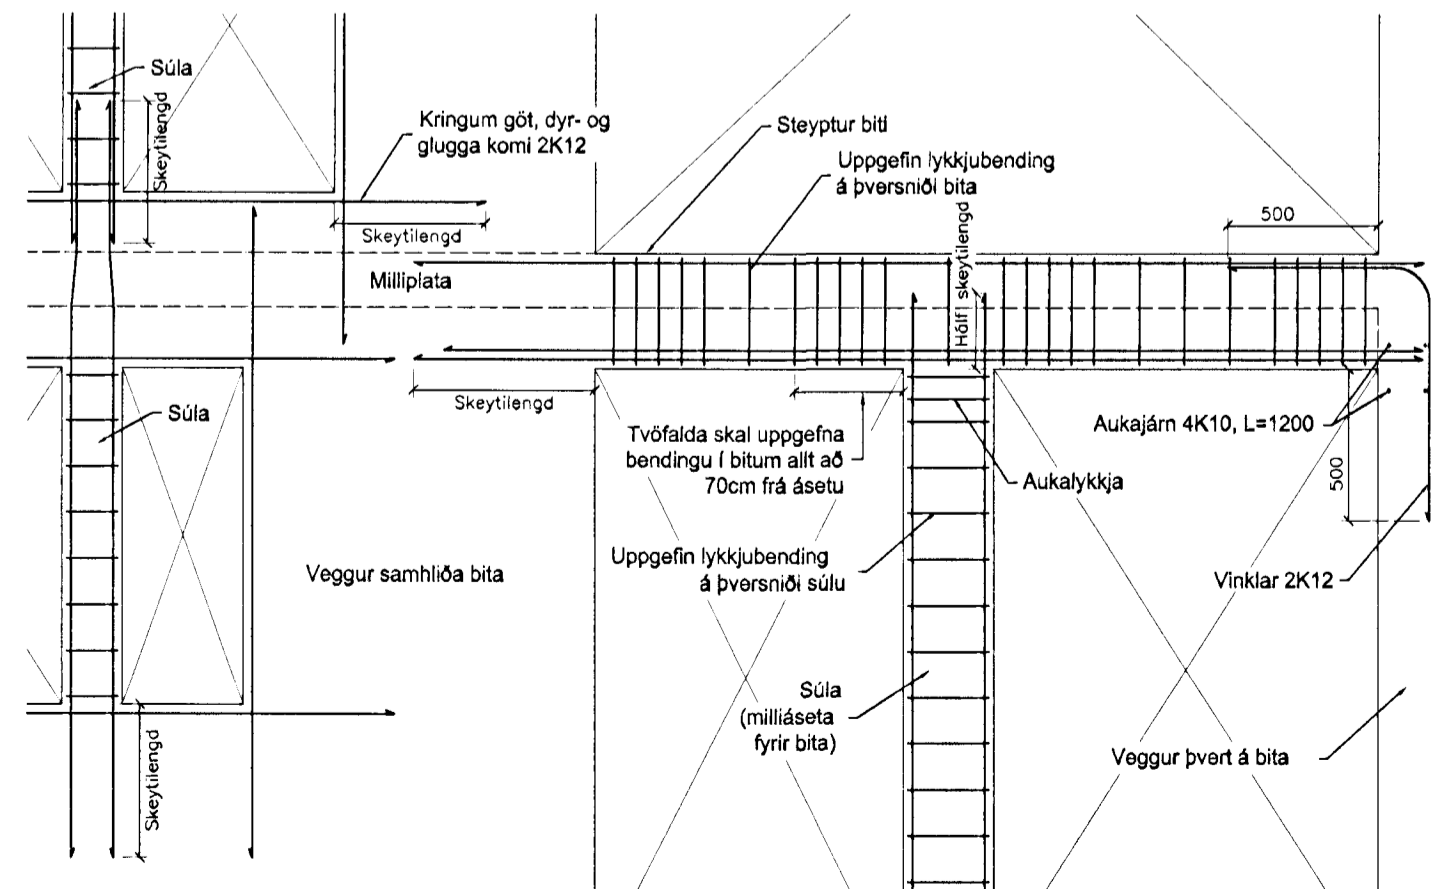 Súla
Skeytilengd
Kringum göt, dyr- og
glugga komi 2K12
Skeytilengd
Milliplata
Steyptur biti
Uppgefin lykkjubending
á þversniði bita
Hálf skeytilengd
500
Súla
Skeytilengd
Tvöfalda skal uppgefna
bendingu í bitum allt að
70cm frá ásetu
Aukalykkja
Aukajárn 4K10, L=1200
500
Veggur samhliða bita
Uppgefin lykkjubending
á þversniði súlu
Vinklar 2K12
Súla
(milliáseta
fyrir bita)
Veggur þvert á bita
Skeytilengd